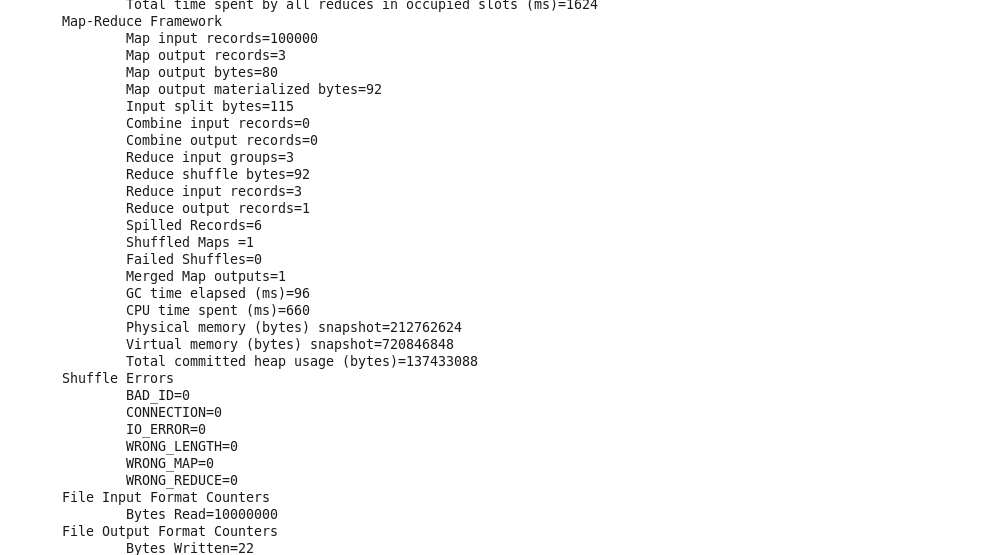 Total time spent by all reduces in occupied slots (ms)=1624
Map-Reduce Framework
Map input records=100000
Map output records=3
Map output bytes=80
Map output materialized bytes=92
Input split bytes=115
Combine input records=0
Combine output records=0
Reduce input groups=3
Reduce shuffle bytes=92
Reduce input records=3
Reduce output records=1
Spilled Records=6
Shuffled Maps =1
Failed Shuffles=0
Merged Map outputs=1
GC time elapsed (ms)=96
CPU time spent (ms)=660
Physical memory (bytes) snapshot=212762624
Virtual memory (bytes) snapshot=720846848
Total committed heap usage (bytes)=137433088
Shuffle Errors
BAD_ID=0
CONNECTION=0
IO_ERROR=0
WRONG_LENGTH=0
WRONG_MAP=0
WRONG_REDUCE=0
File Input Format Counters
Bytes Read=10000000
File Output Format Counters
Bytes Written=22